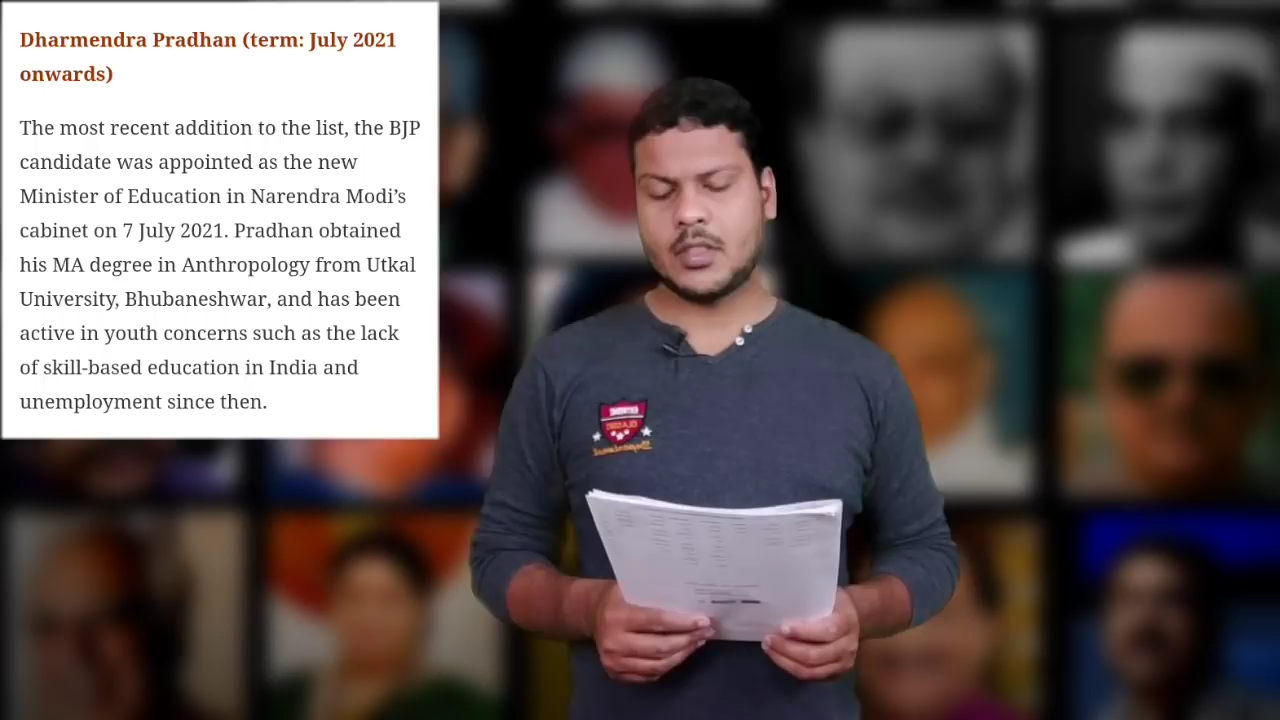 Dharmendra Pradhan (term: July 2021
onwards)
The most recent addition to the list, the BJP
candidate was appointed as the new
Minister of Education in Narendra Modi’s
cabinet on 7 July 2021. Pradhan obtained
his MA degree in Anthropology from Utkal
University, Bhubaneshwar, and has been
active in youth concerns such as the lack
of skill-based education in India and
unemployment since then.